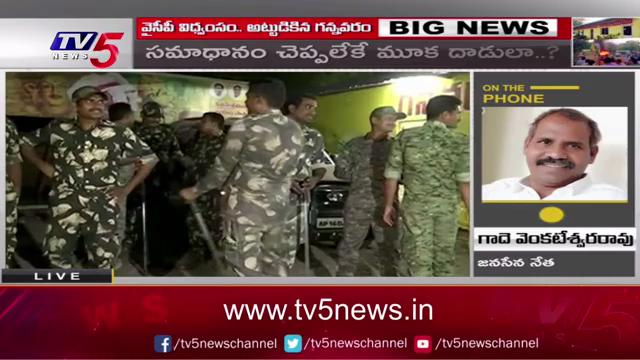 వైసీపీ విధ్వంసం.. అట్టుడికిన గన్నవరం
BIG NEWS
TV5
NEWS
సమాధానం చెప్పలేకే మూక దాడులా..?
ON THE
PHONE
గాదె వెంకటేశ్వరరావు
జనసేన నేత
LIVE
www.tv5news.in
/tv5newschannel
/tv5newschannel
/tv5newschannel